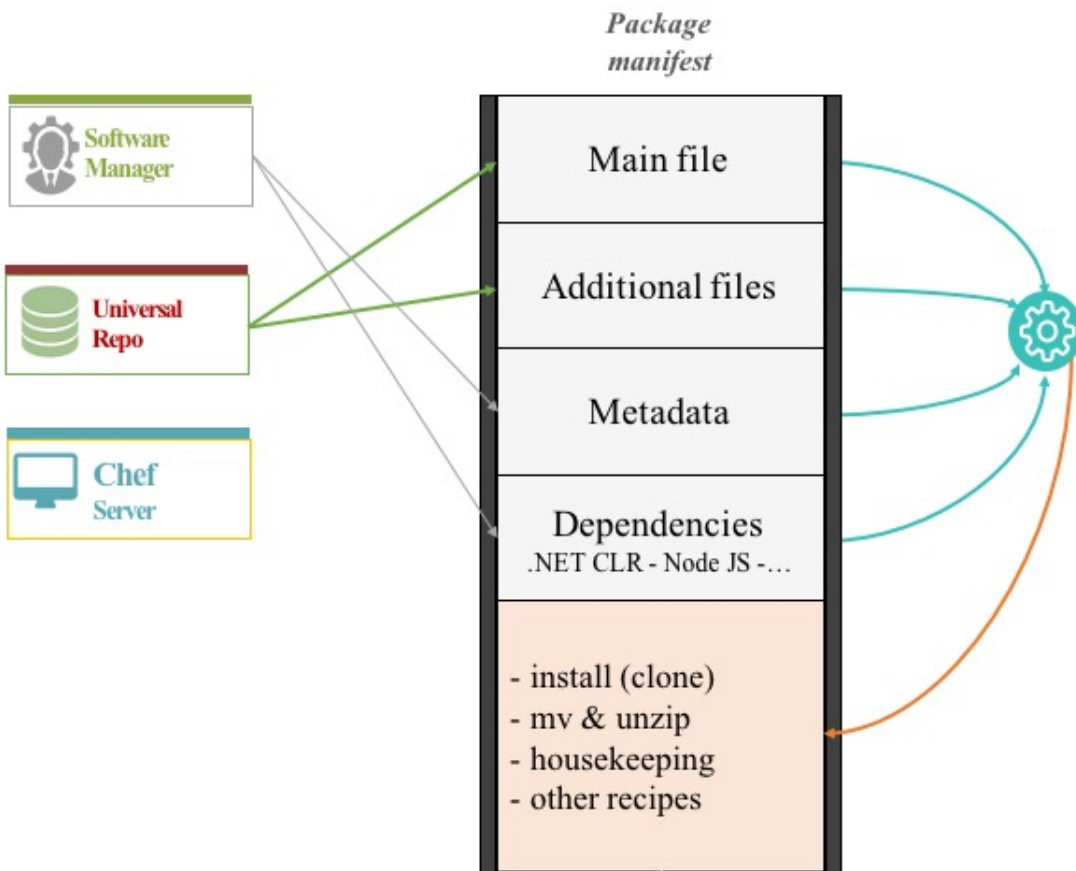 Package
manifest
Software
Manager
Universal
Repo
Chef
Server
Main file
Additional files
Metadata
Dependencies
.NET CLR - Node JS -…
- install (clone)
- mv & unzip
- housekeeping
- other recipes